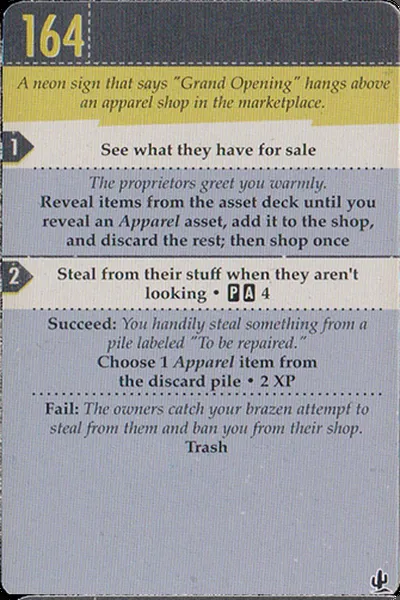 164
A neon sign that says "Grand Opening" hangs above
an apparel shop in the marketplace.
1
See what they have for sale
The proprietors greet you warmly.
Reveal items from the asset deck until you
reveal an Apparel asset, add it to the shop,
and discard the rest; then shop once
2
Steal from their stuff when they aren't
looking • P A 4
Succeed: You handily steal something from a
pile labeled "To be repaired."
Choose 1 Apparel item from
the discard pile • 2 XP
Fail: The owners catch your brazen attempt to
steal from them and ban you from their shop.
Trash